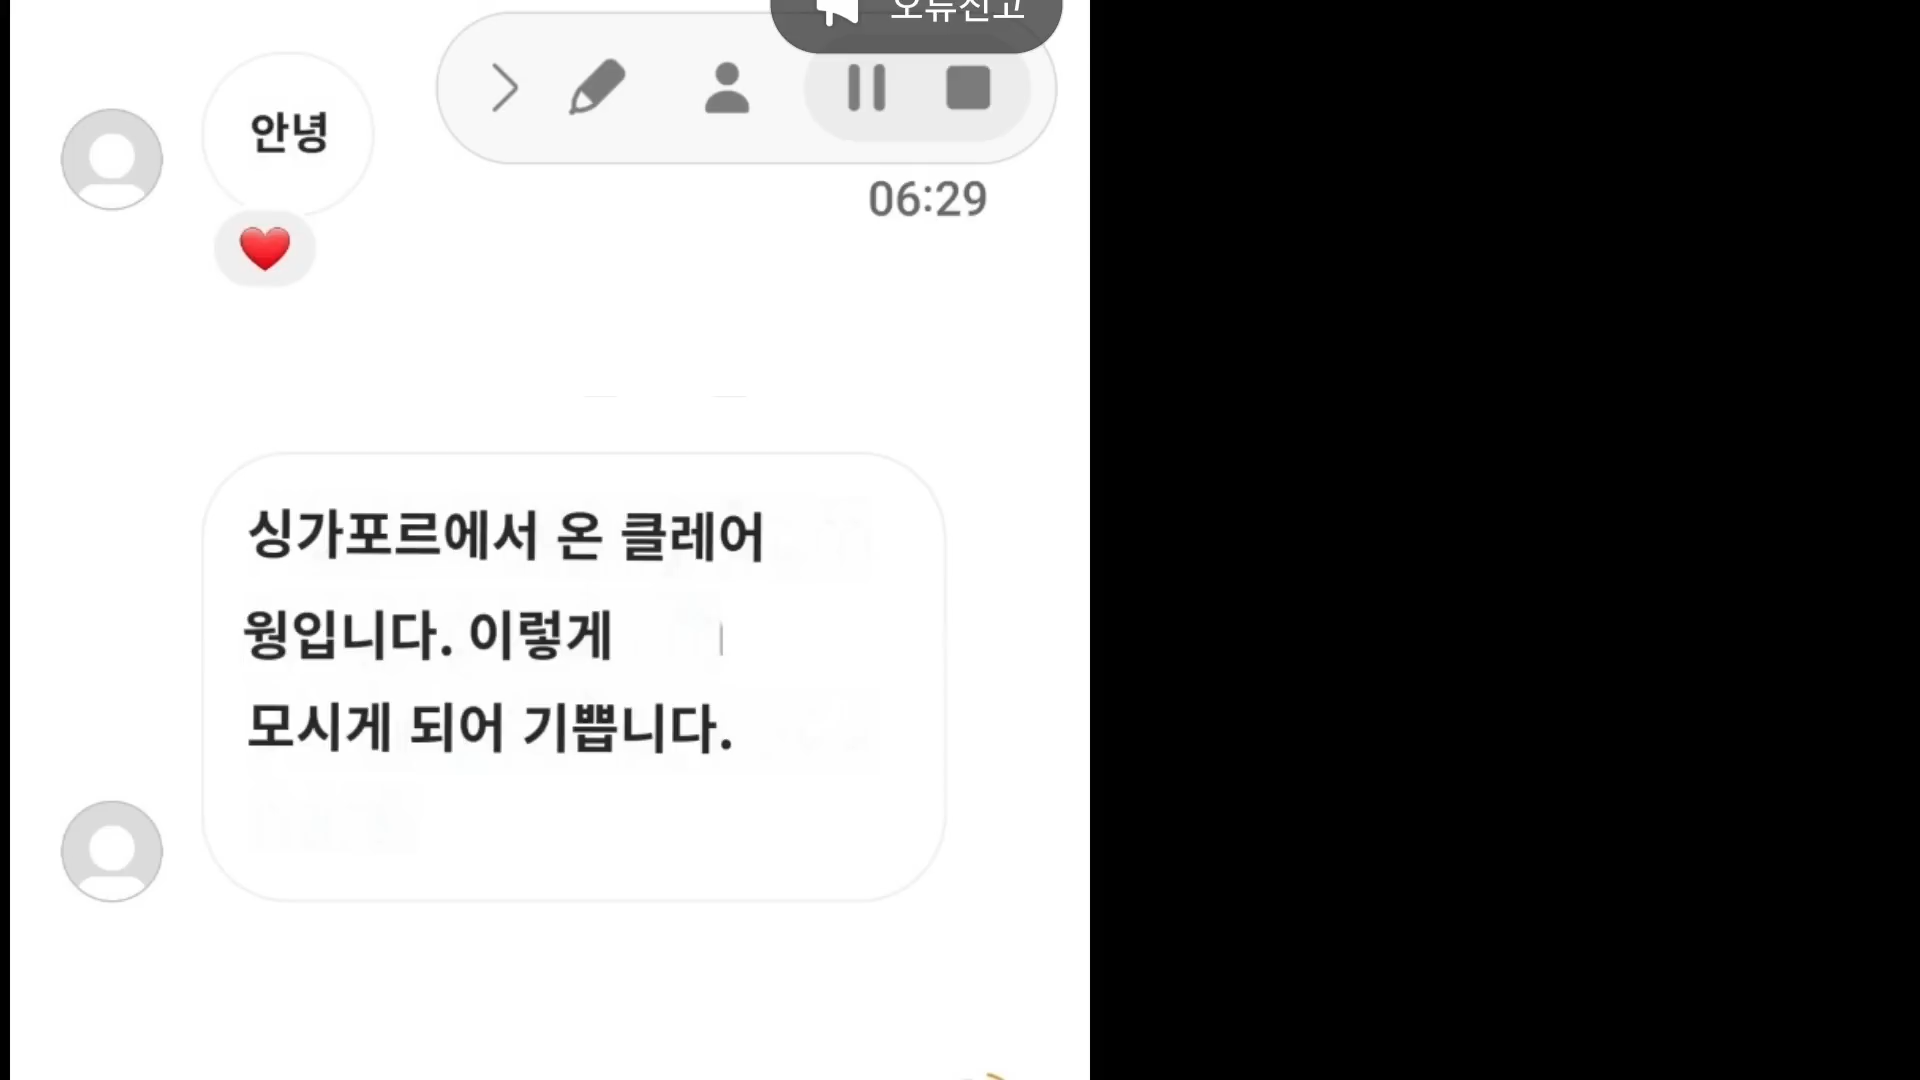 오류신고
안녕
06:29
싱가포르에서 온 클레어
웡입니다. 이렇게
모시게 되어 기쁩니다.